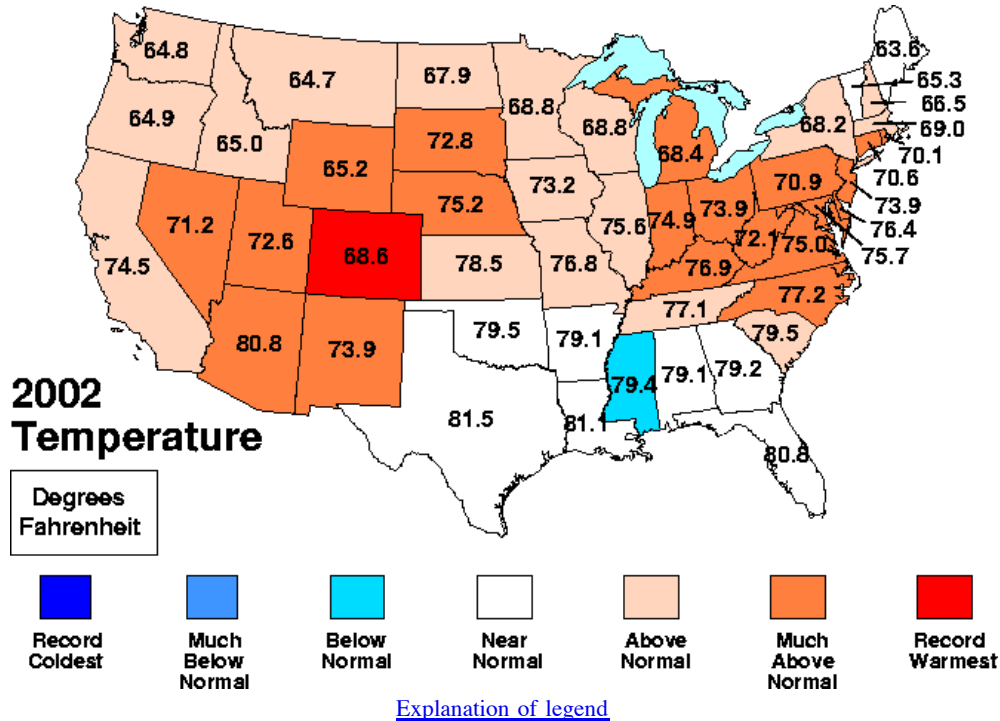 64.8
64.7
67.9
68.8
64.9
65.0
65.2
72.8
68.8
68.4
68.2
63.6
65.3
66.5
69.0
70.1
70.6
73.9
76.4
75.7
71.2
72.6
68.6
75.2
73.2
75.6
74.9
73.9
70.9
72.1
75.0
74.5
78.5
76.8
76.9
77.2
77.1
79.5
80.8
73.9
79.5
79.1
79.4
79.1
79.2
81.5
81.1
80.8
2002
Temperature
Degrees
Fahrenheit
Record
Coldest
Much
Below
Normal
Below
Normal
Near
Normal
Above
Normal
Much
Above
Normal
Record
Warmest
Explanation of legend